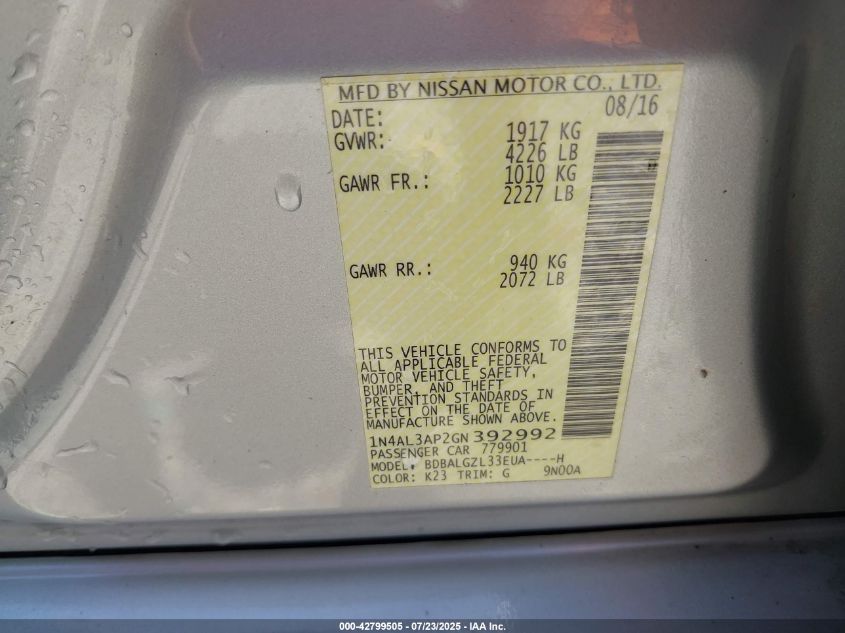 MFD BY NISSAN MOTOR CO., LTD.
DATE: 08/16
GVWR: 1917 KG
4226 LB
GAWR FR.: 1010 KG
2227 LB
GAWR RR.: 940 KG
2072 LB
THIS VEHICLE CONFORMS TO
ALL APPLICABLE FEDERAL
MOTOR VEHICLE SAFETY,
BUMPER, AND THEFT
PREVENTION STANDARDS IN
EFFECT ON THE DATE OF
MANUFACTURE SHOWN ABOVE.
1N4AL3AP2GN392992
PASSENGER CAR 779901
MODEL: BDBALGZL33EUA----H
COLOR: K23 TRIM: G 9N00A
000-42799505 - 07/23/2025 - IAA Inc.